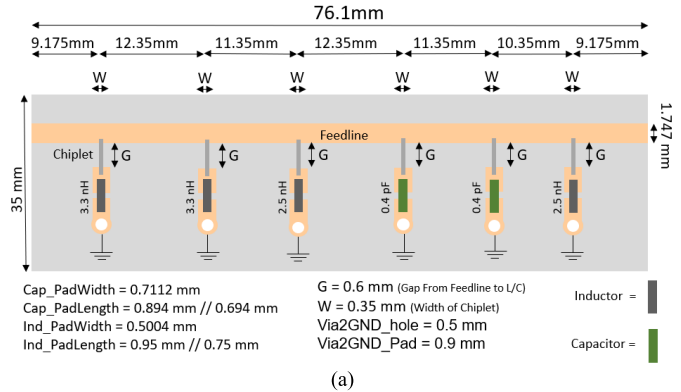 76.1mm
9.175mm 12.35mm 11.35mm 12.35mm 11.35mm 10.35mm 9.175mm
W W W W W W
Feedline
1.747 mm
Chiplet G G G G G G
35 mm
3.3 nH 3.3 nH 2.5 nH 0.4 pF 0.4 pF 2.5 nH
Cap_PadWidth = 0.7112 mm
Cap_PadLength = 0.894 mm // 0.694 mm
Ind_PadWidth = 0.5004 mm
Ind_PadLength = 0.95 mm // 0.75 mm
G = 0.6 mm (Gap From Feedline to L/C)
W = 0.35 mm (Width of Chiplet)
Via2GND_hole = 0.5 mm
Via2GND_Pad = 0.9 mm
Inductor =
Capacitor =
(a)